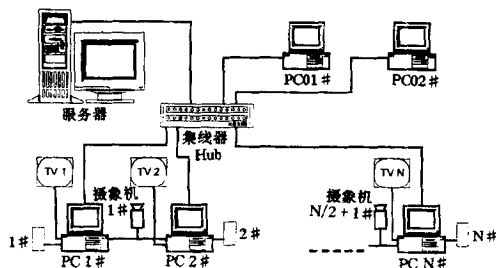 PC01#
PC02#
服务器
集线器
Hub
TV 1
摄象机
1#
TV 2
TV N
摄象机
N/2+1#
1#
PC 1#
PC 2#
2#
PC N#
N#